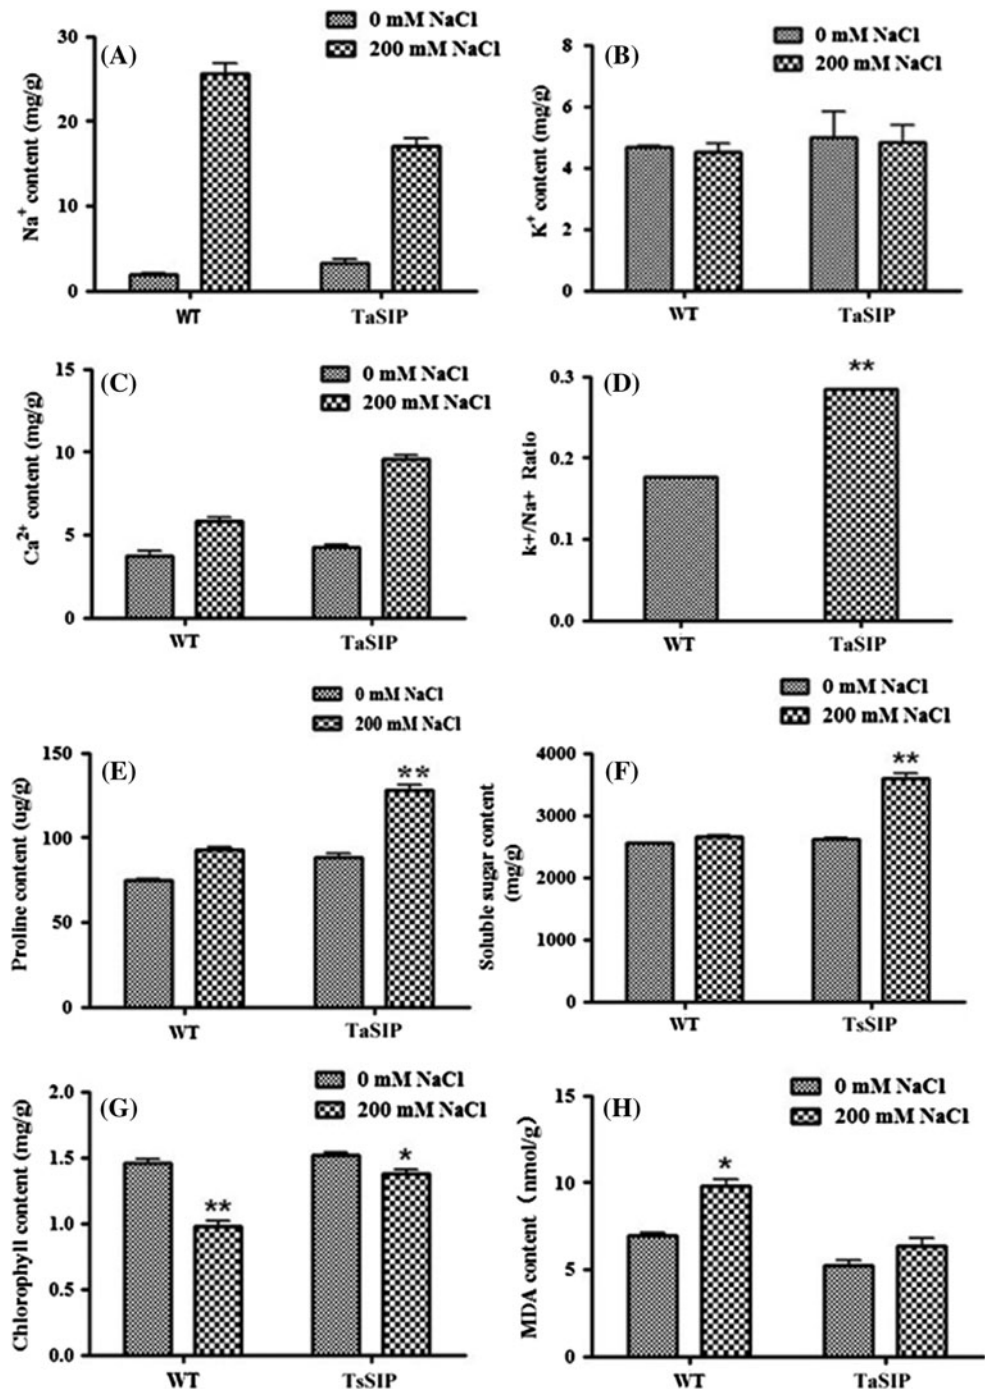 (A)
0 mM NaCl
200 mM NaCl
Na+ content (mg/g)
30
20
10
0
WT
TaSIP
(B)
0 mM NaCl
200 mM NaCl
K+ content (mg/g)
8
6
4
2
0
WT
TaSIP
(C)
0 mM NaCl
200 mM NaCl
Ca2+ content (mg/g)
15
10
5
0
WT
TaSIP
(D)
**
k+/Na+ Ratio
0.3
0.2
0.1
0.0
WT
TaSIP
(E)
0 mM NaCl
200 mM NaCl
**
Proline content (ug/g)
150
100
50
0
WT
TaSIP
(F)
0 mM NaCl
200 mM NaCl
**
Soluble sugar content
(mg/g)
4000
3000
2000
1000
0
WT
TsSIP
(G)
0 mM NaCl
200 mM NaCl
**
*
Chlorophyll content (mg/g)
2.0
1.5
1.0
0.5
0.0
WT
TsSIP
(H)
0 mM NaCl
200 mM NaCl
*
MDA content (nmol/g)
15
10
5
0
WT
TaSIP